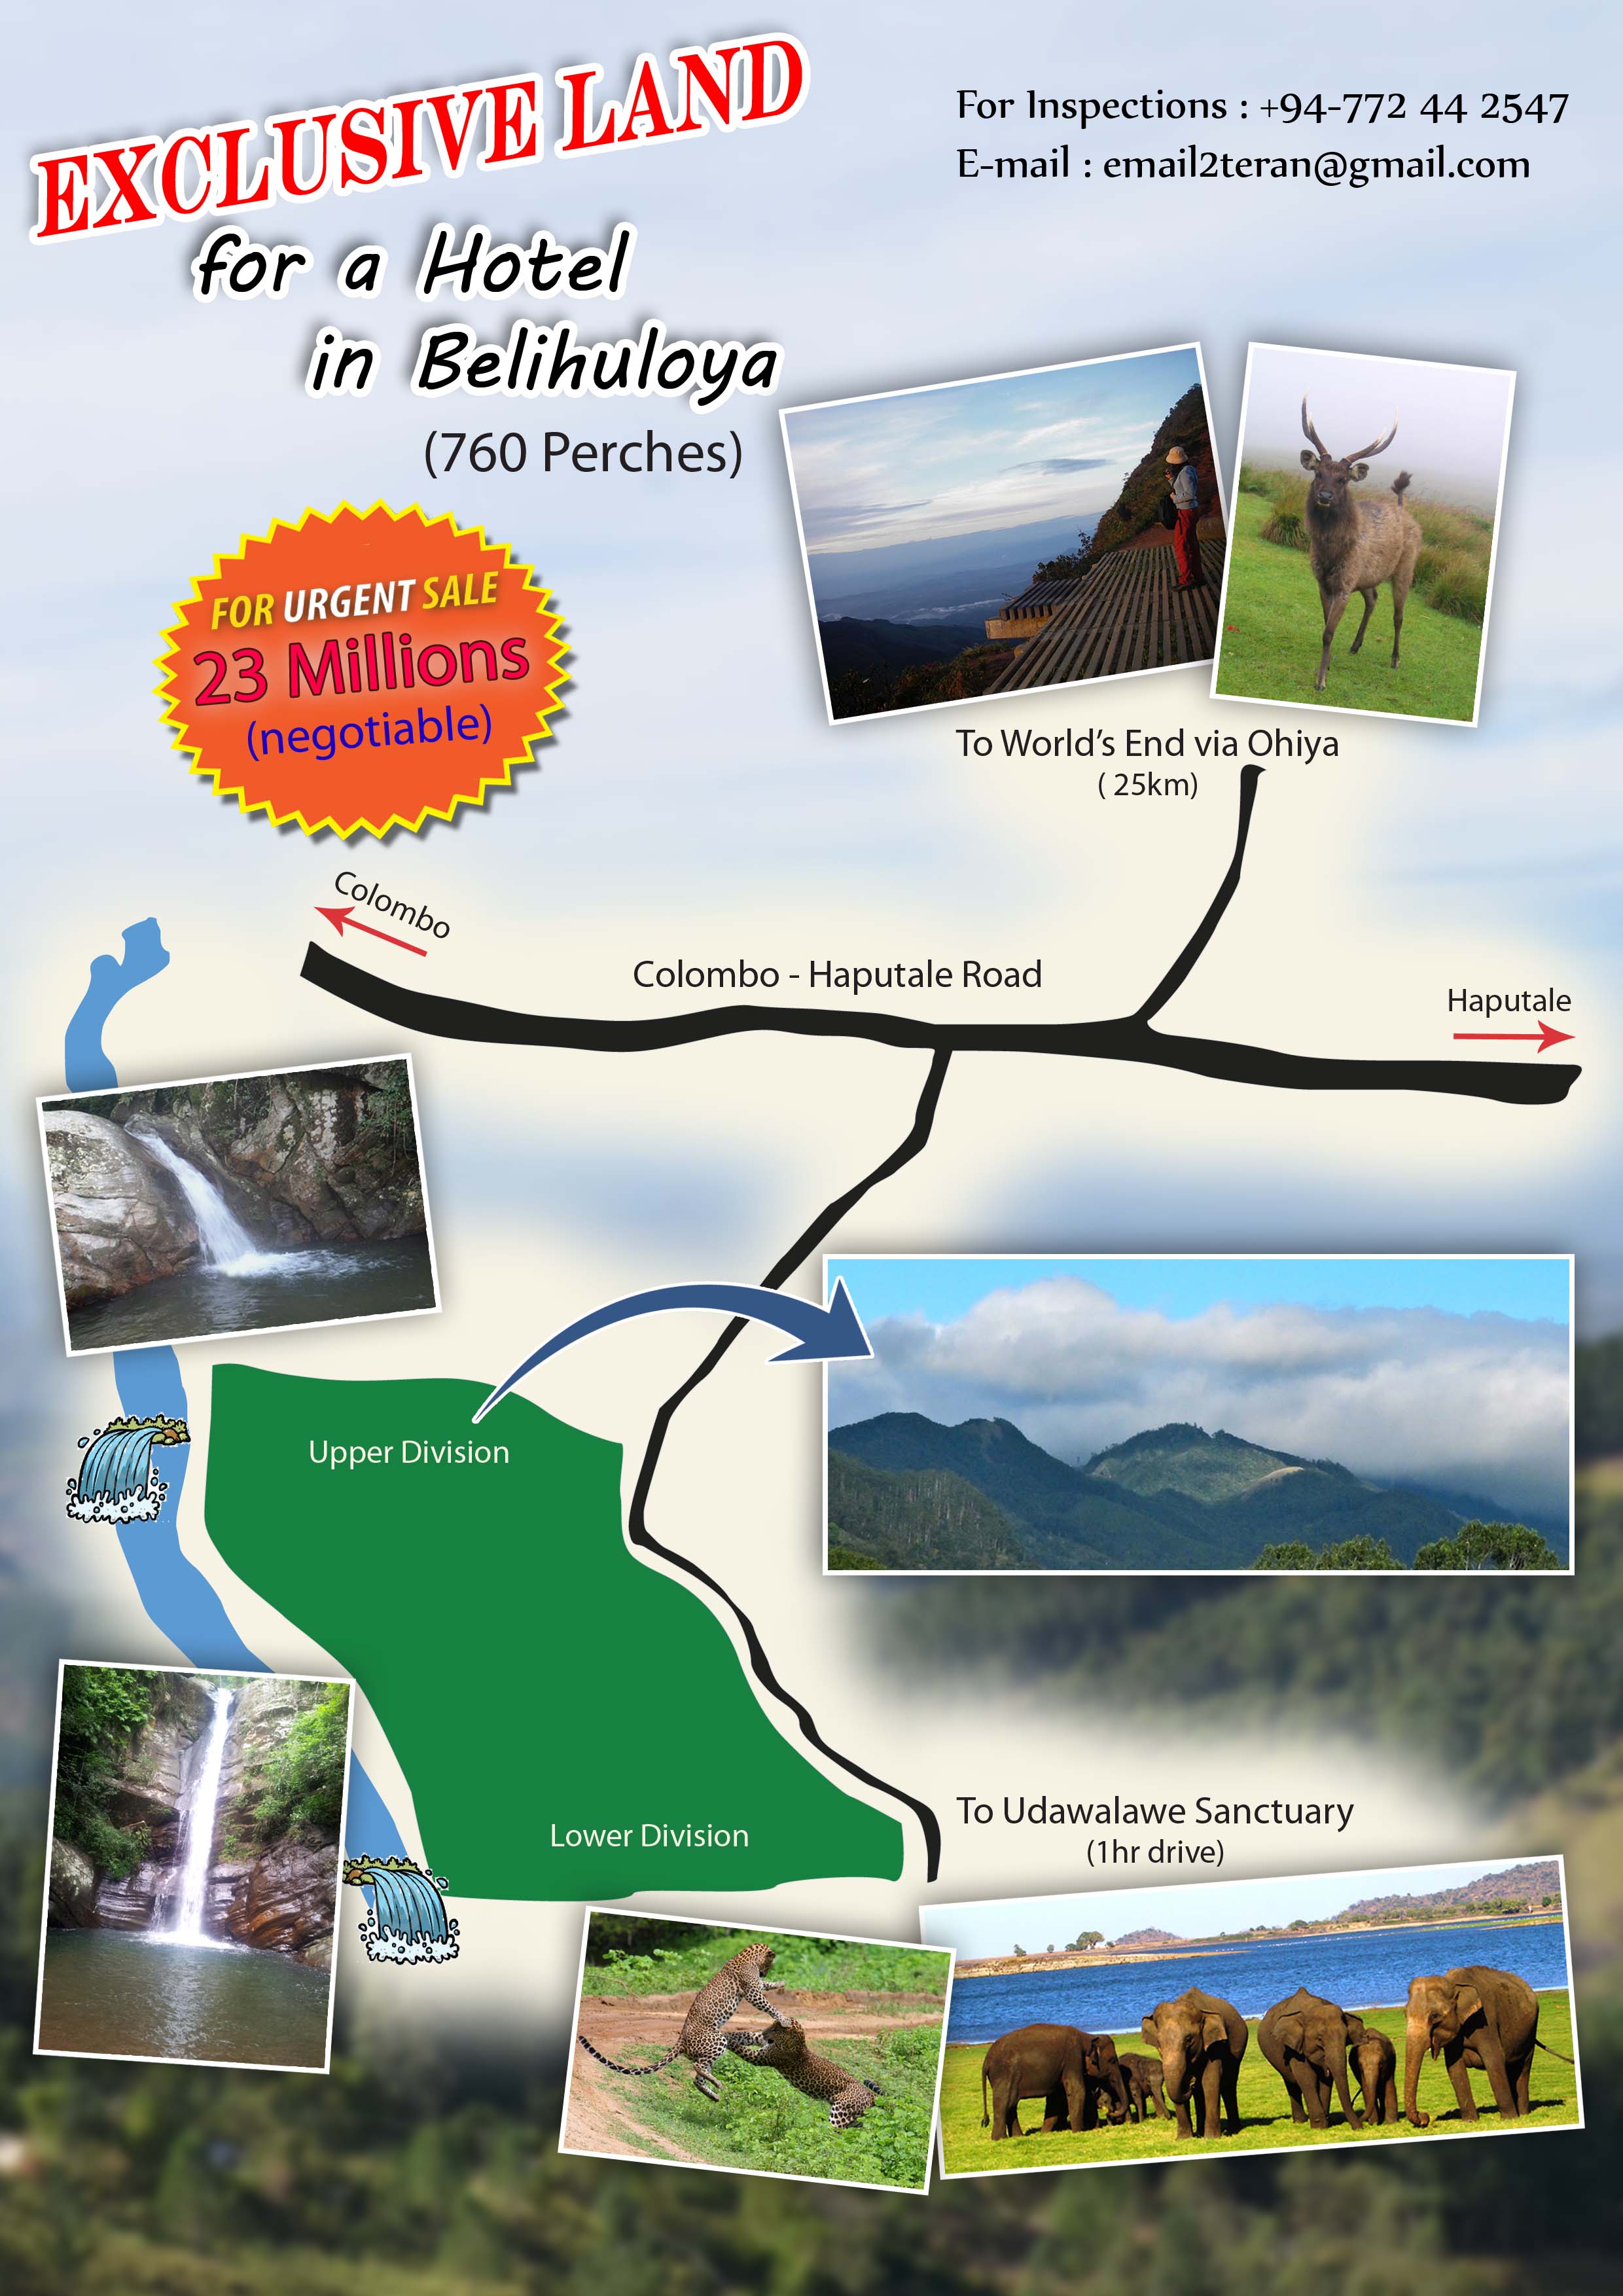 EXCLUSIVE LAND
for a Hotel
in Belihuloya
(760 Perches)
For Inspections : +94-772 44 2547
E-mail : email2teran@gmail.com
FOR URGENT SALE
23 Millions
(negotiable)
To World's End via Ohiya
( 25km)
Colombo
Colombo - Haputale Road
Haputale
Upper Division
Lower Division
To Udawalawe Sanctuary
(1hr drive)